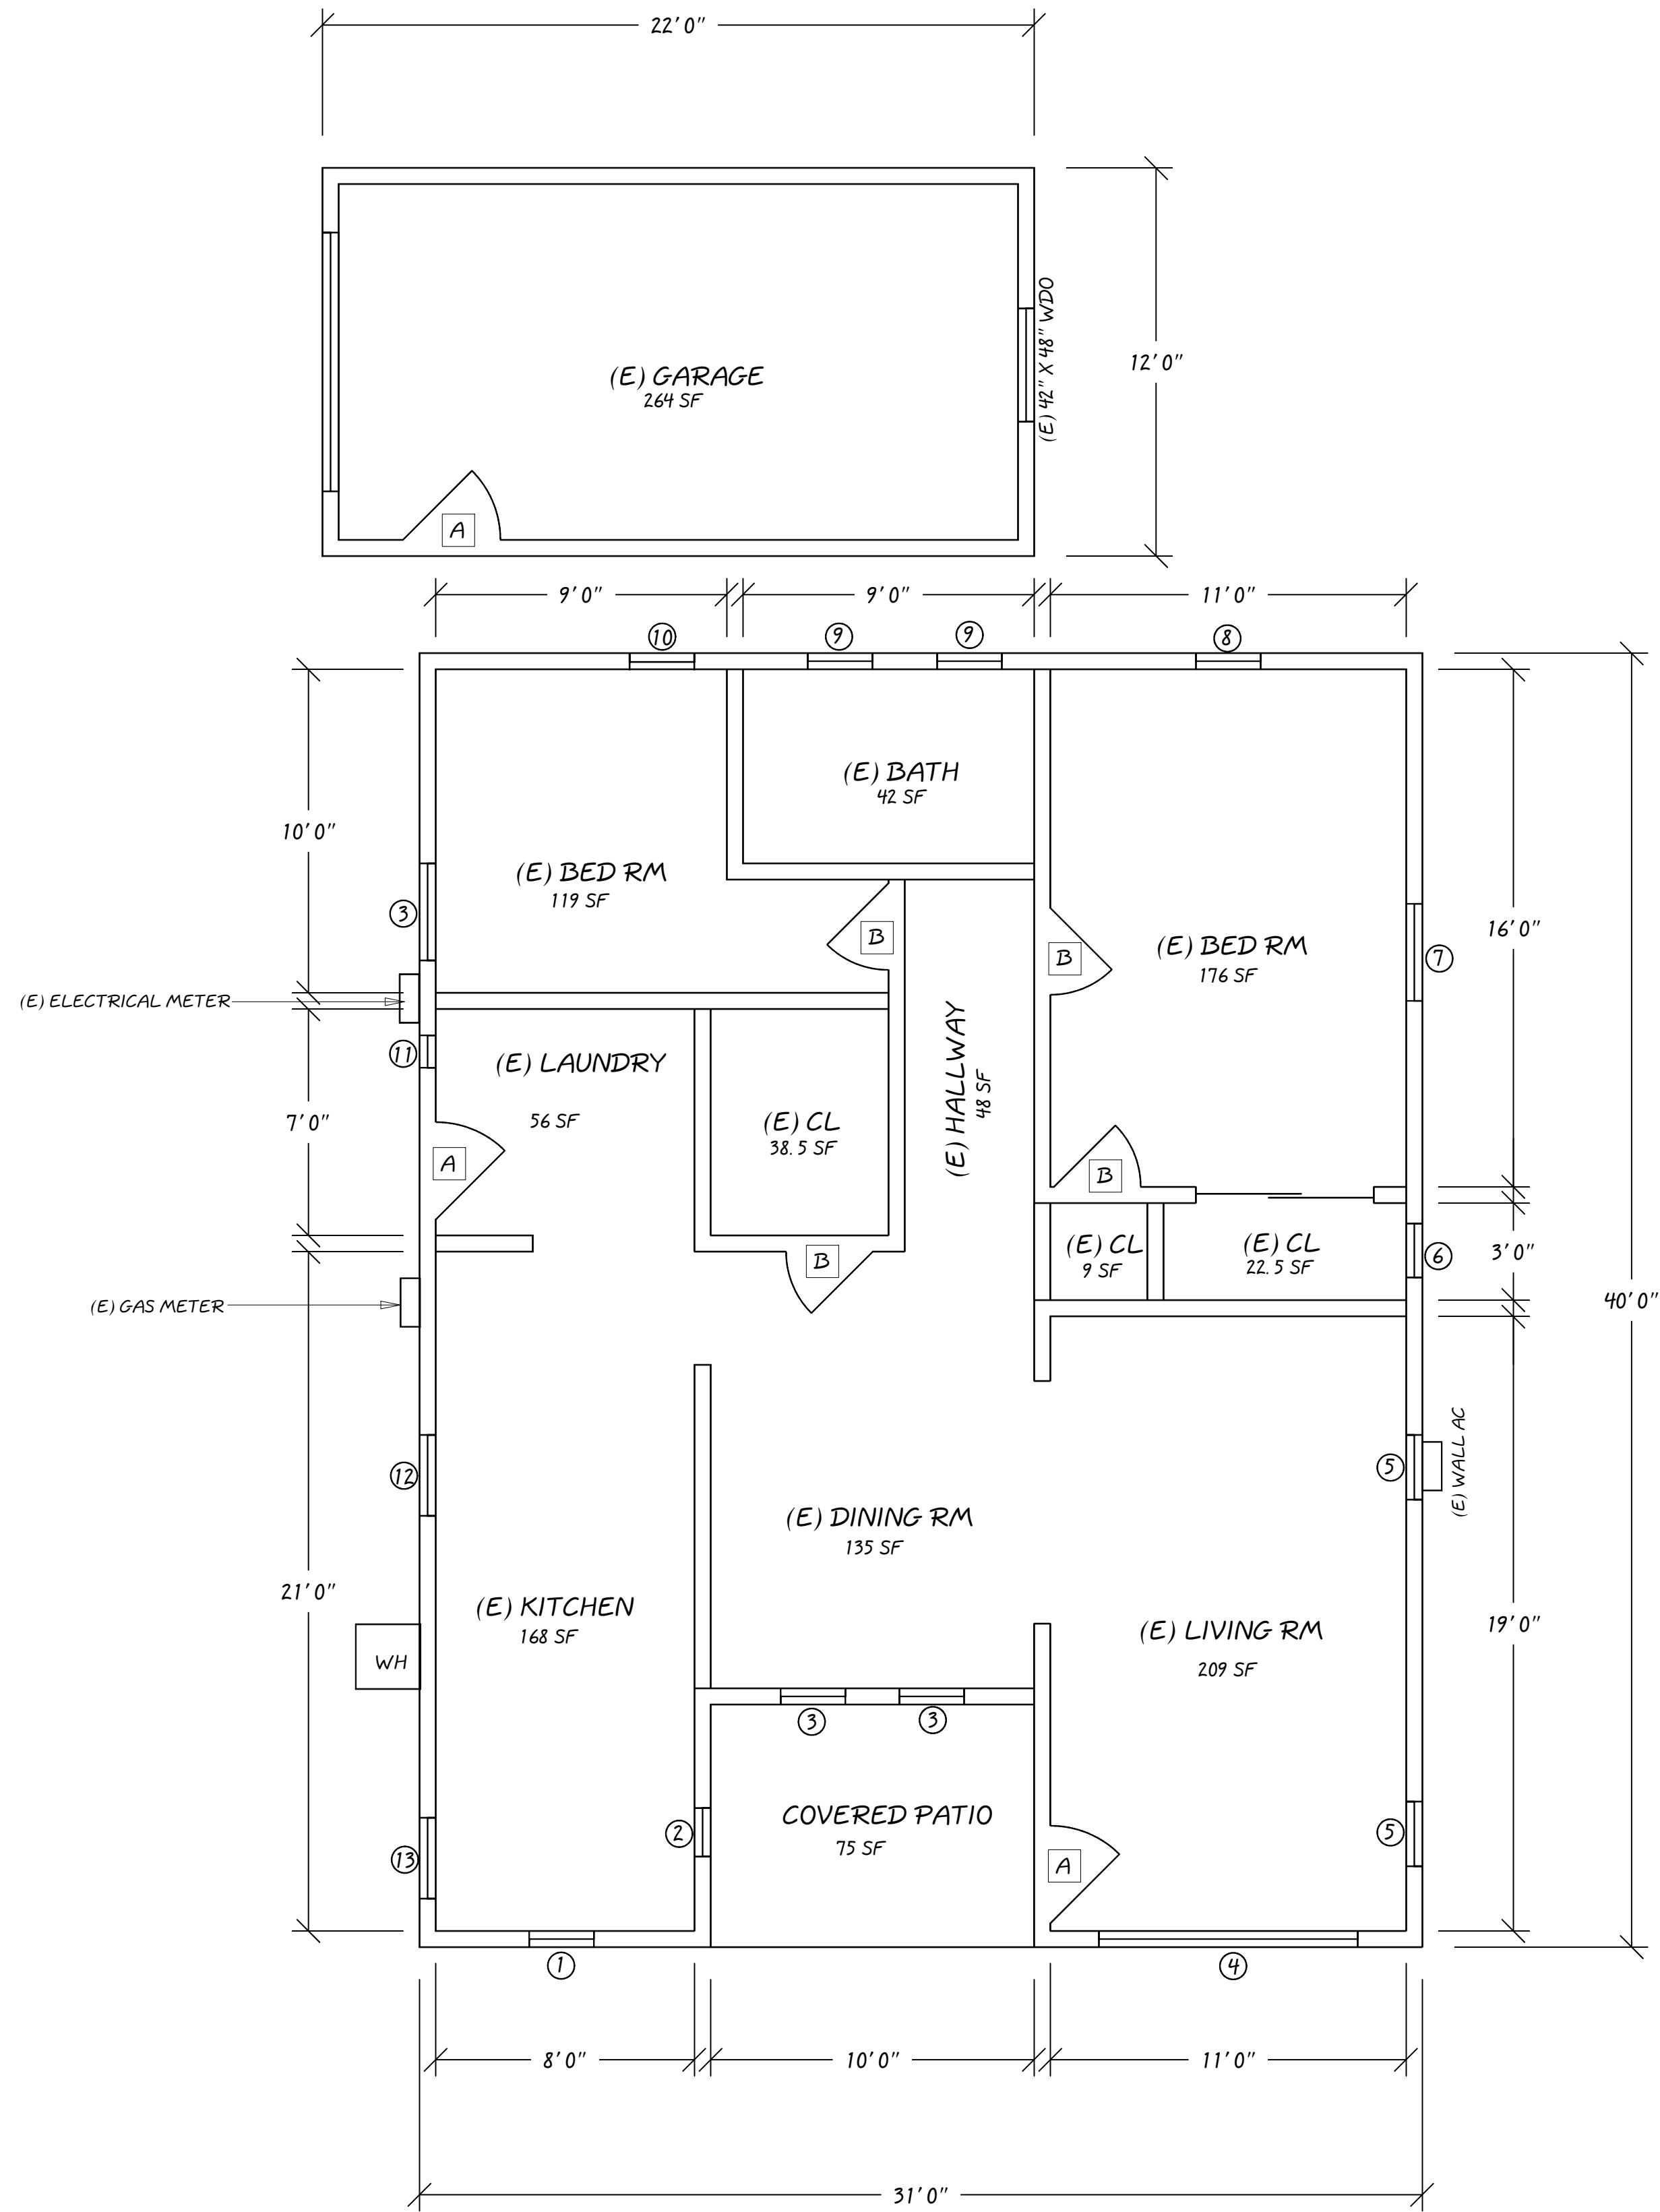 22'0"
(E) 42" X 48" WDO
12'0"
(E) GARAGE
264 SF
A
9'0"
9'0"
11'0"
10
9
9
8
(E) BATH
42 SF
10'0"
(E) BED RM
119 SF
3
B
B
(E) BED RM
176 SF
7
16'0"
(E) ELECTRICAL METER
11
(E) LAUNDRY
56 SF
7'0"
A
(E) CL
38.5 SF
(E) HALLWAY
48 SF
B
B
(E) CL
9 SF
(E) CL
22.5 SF
6
3'0"
40'0"
(E) GAS METER
12
5
(E) WALL AC
(E) DINING RM
135 SF
21'0"
(E) KITCHEN
168 SF
WH
(E) LIVING RM
209 SF
19'0"
3
3
COVERED PATIO
75 SF
2
13
A
5
1
4
8'0"
10'0"
11'0"
31'0"